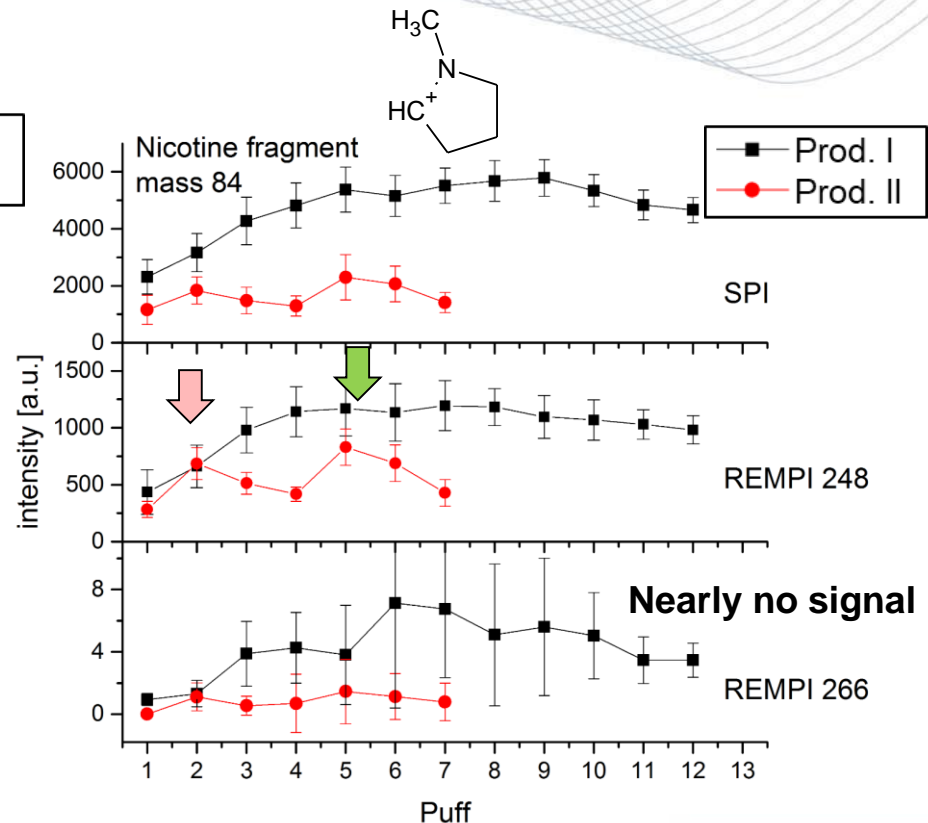 H₃C
N
HC⁺
Nicotine fragment
mass 84
Prod. I
Prod. II
6000
4000
2000
0
SPI
intensity [a.u.]
1500
1000
500
0
REMPI 248
8
4
0
Nearly no signal
REMPI 266
1 2 3 4 5 6 7 8 9 10 11 12 13
Puff